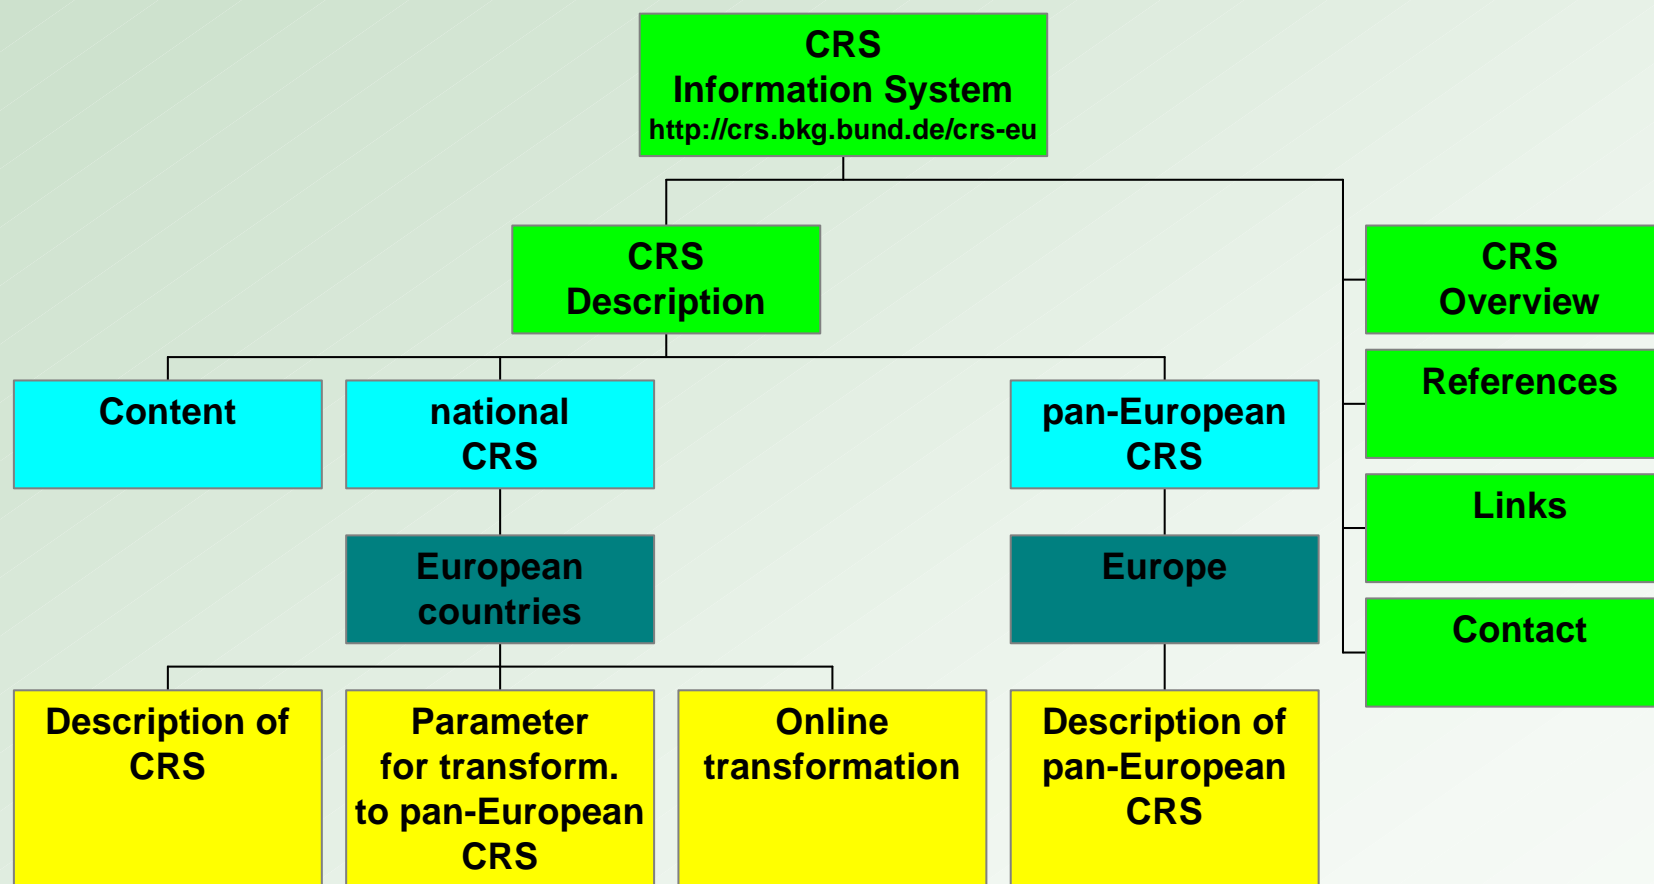 CRS
Information System
http://crs.bkg.bund.de/crs-eu
CRS
Description
CRS
Overview
References
Links
Contact
Content
national
CRS
pan-European
CRS
European
countries
Europe
Description of
CRS
Parameter
for transform.
to pan-European
CRS
Online
transformation
Description of
pan-European
CRS